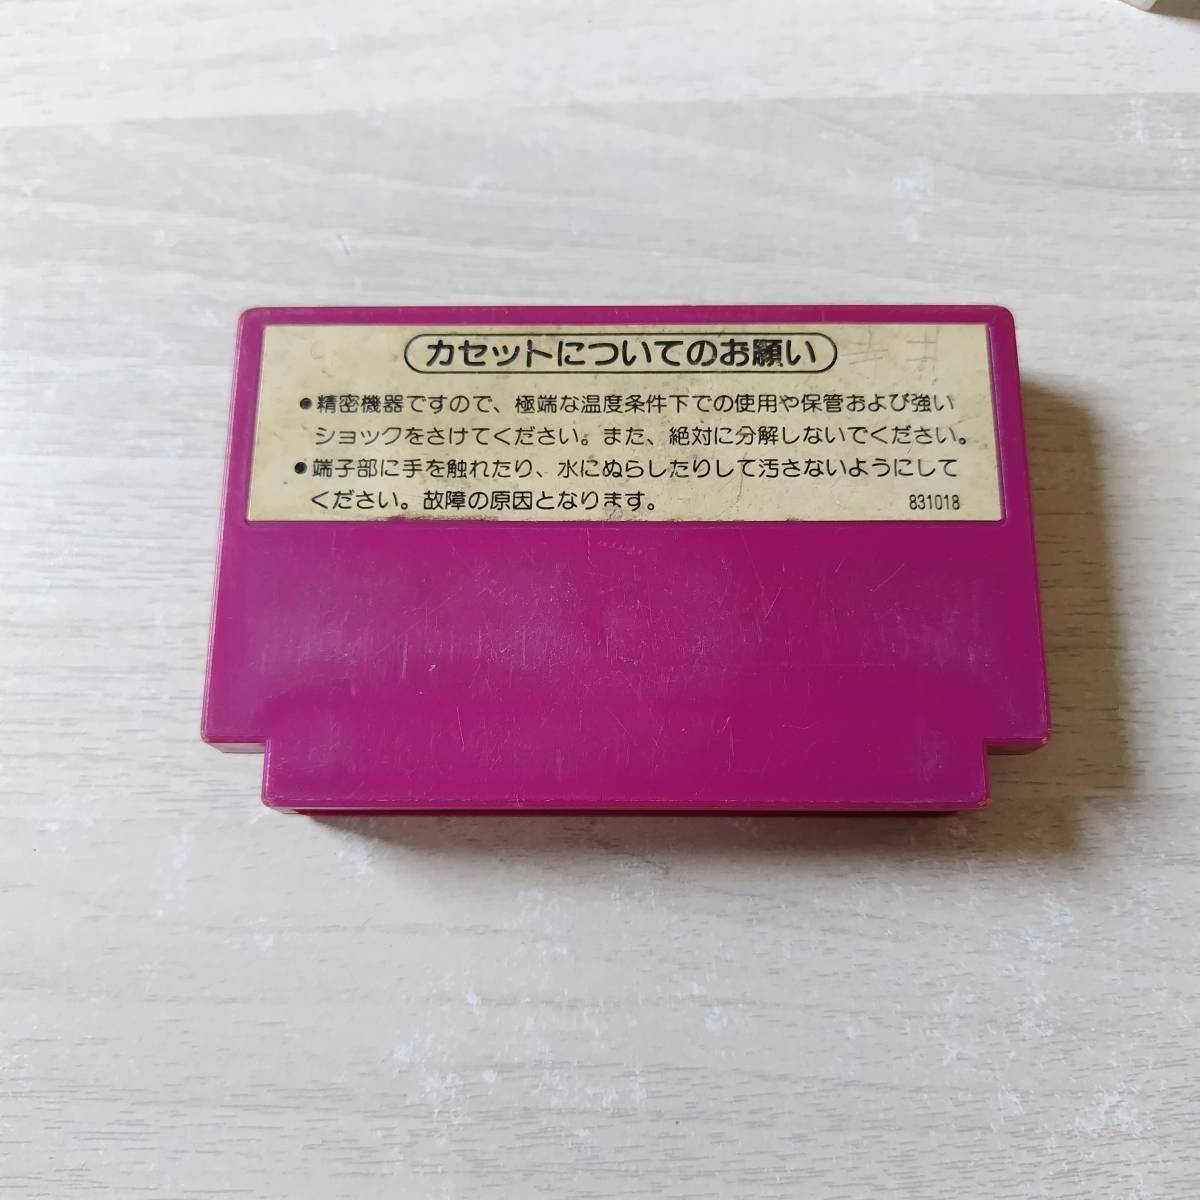 カセットについてのお願い
●精密機器ですので、極端な温度条件下での使用や保管および強い
ショックをさけてください。また、絶対に分解しないでください。
●端子部に手を触れたり、水にぬらしたりして汚さないようにして
ください。故障の原因となります。 831018